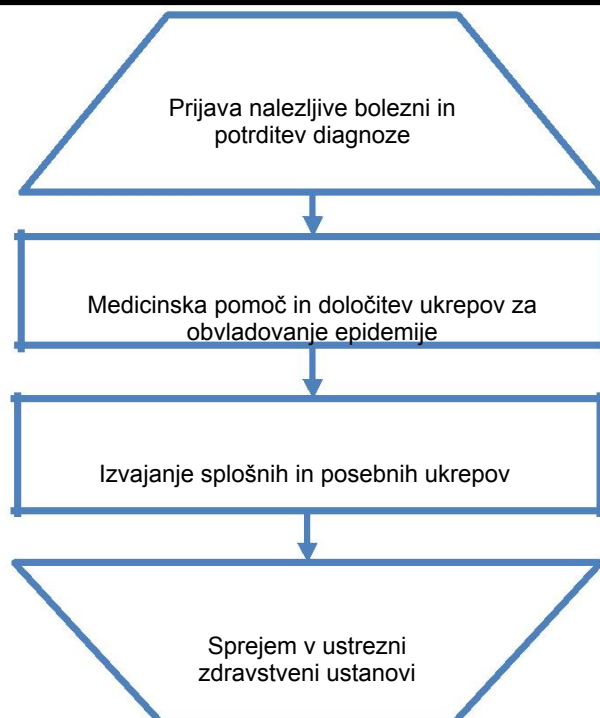 Prijava nalezljive bolezni in
potrditev diagnoze
Medicinska pomoč in določitev ukrepov za
obvladovanje epidemije
Izvajanje splošnih in posebnih ukrepov
Sprejem v ustrezni
zdravstveni ustanovi